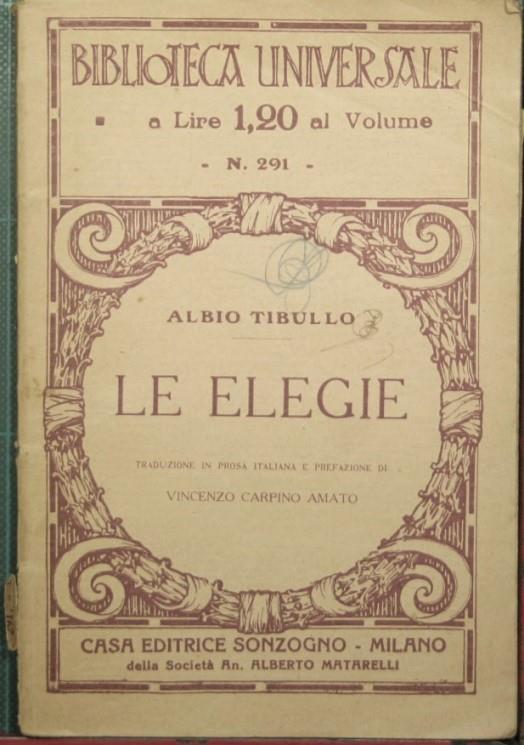 BIBLIOTECA UNIVERSALE
a Lire 1,20 al Volume
- N. 291 -
ALBIO TIBULLO
LE ELEGIE
TRADUZIONE IN PROSA ITALIANA E PREFAZIONE DI
VINCENZO CARPINO AMATO
CASA EDITRICE SONZOGNO - MILANO
della Società An. ALBERTO MATARELLI